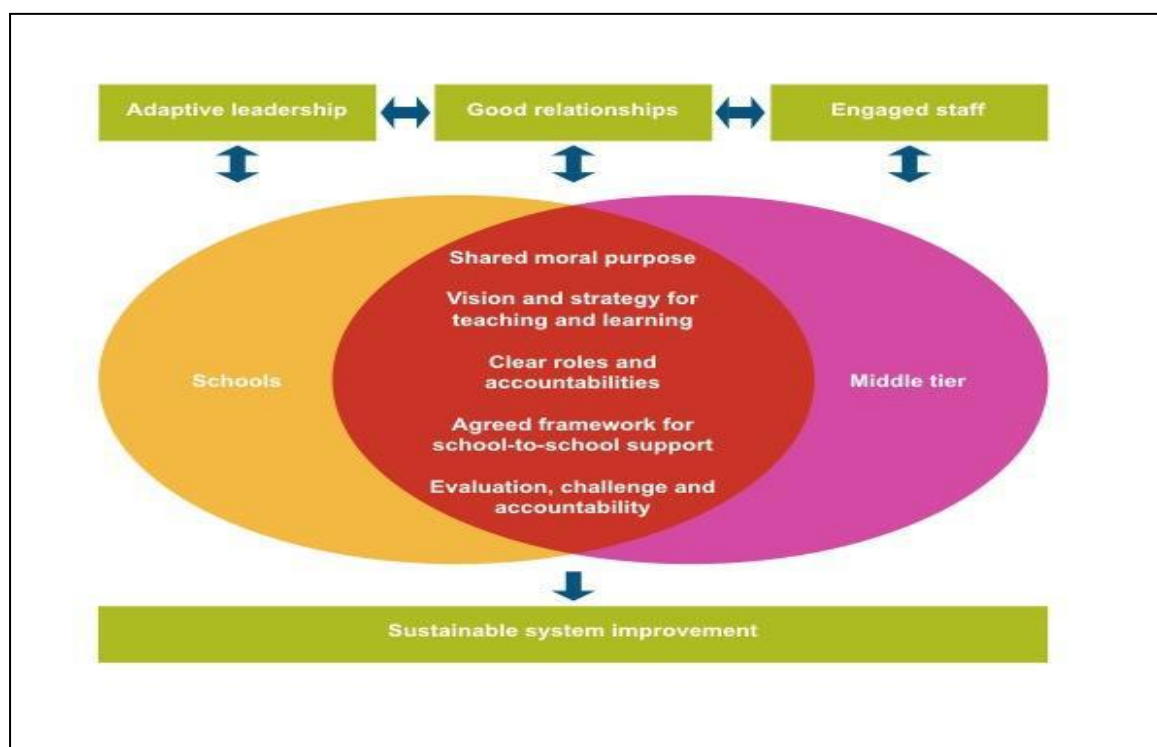 Adaptive leadership
Good relationships
Engaged staff
Shared moral purpose
Vision and strategy for
teaching and learning
Clear roles and
accountabilities
Agreed framework for
school-to-school support
Evaluation, challenge and
accountability
Schools
Middle tier
Sustainable system improvement